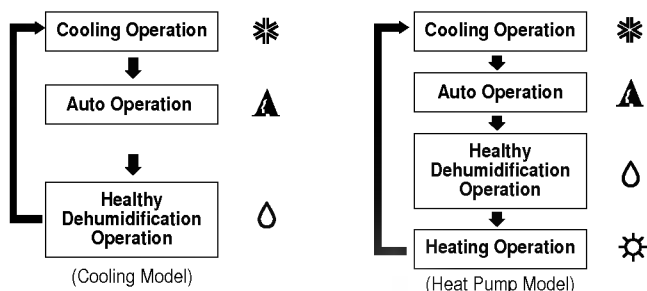 Cooling Operation
Auto Operation
Healthy
Dehumidification
Operation
(Cooling Model)
Cooling Operation
Auto Operation
Healthy
Dehumidification
Operation
Heating Operation
(Heat Pump Model)